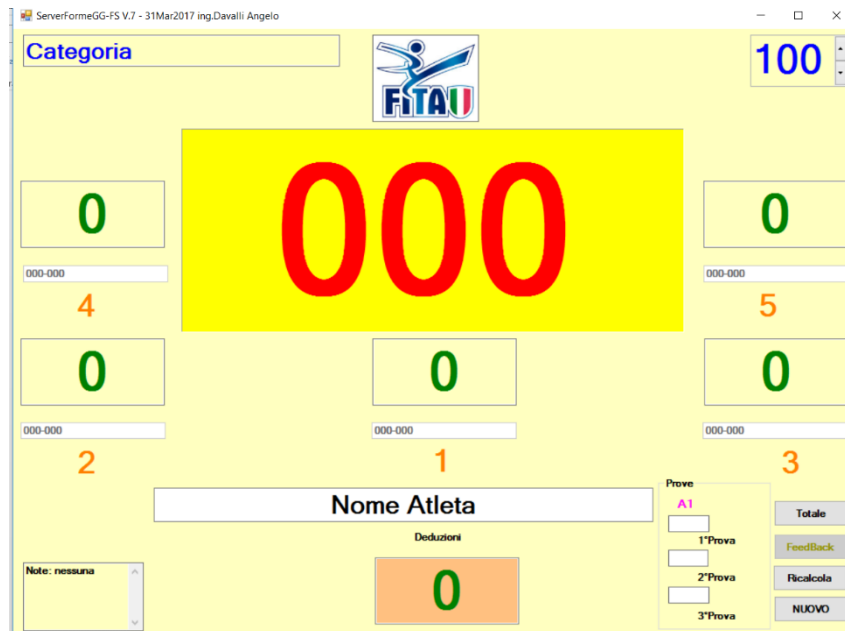 ServerFormeGG-FS V.7 - 31Mar2017 ing.Davalli Angelo
Categoria
FITAU
100
000
0
000-000
4
0
000-000
5
0
000-000
2
0
000-000
1
0
000-000
3
Nome Atleta
Deduzioni
0
Note: nessuna
Prove
A1
1°Prova
2°Prova
3°Prova
Totale
FeedBack
Ricalcola
NUOVO